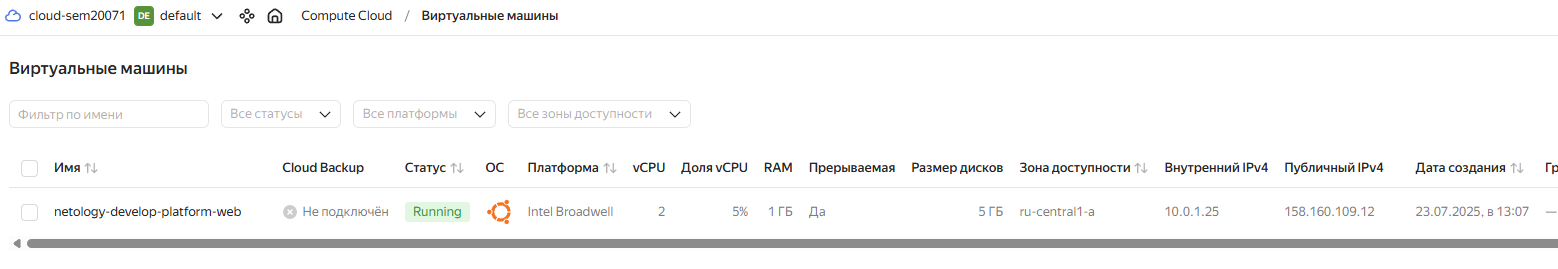 cloud-sem20071 DE default Compute Cloud / Виртуальные машины
Виртуальные машины
Фильтр по имени Все статусы Все платформы Все зоны доступности
Имя Cloud Backup Статус ОС Платформа vCPU Доля vCPU RAM Прерываемая Размер дисков Зона доступности Внутренний IPv4 Публичный IPv4 Дата создания Гр
netology-develop-platform-web Не подключён Running Intel Broadwell 2 5% 1 ГБ Да 5 ГБ ru-central1-a 10.0.1.25 158.160.109.12 23.07.2025, в 13:07 —